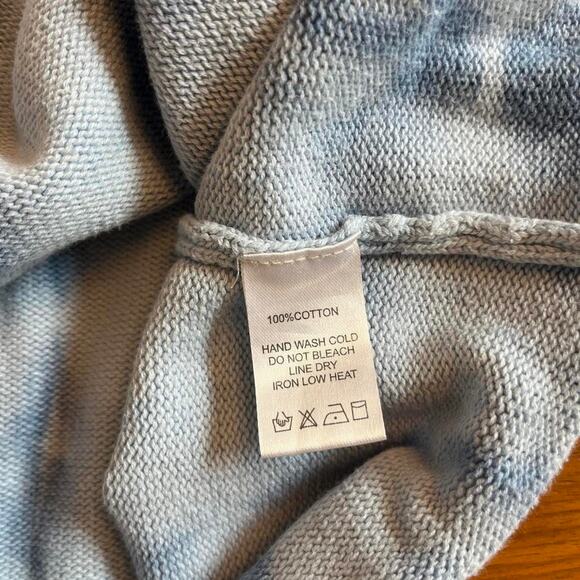 100%COTTON
HAND WASH COLD
DO NOT BLEACH
LINE DRY
IRON LOW HEAT